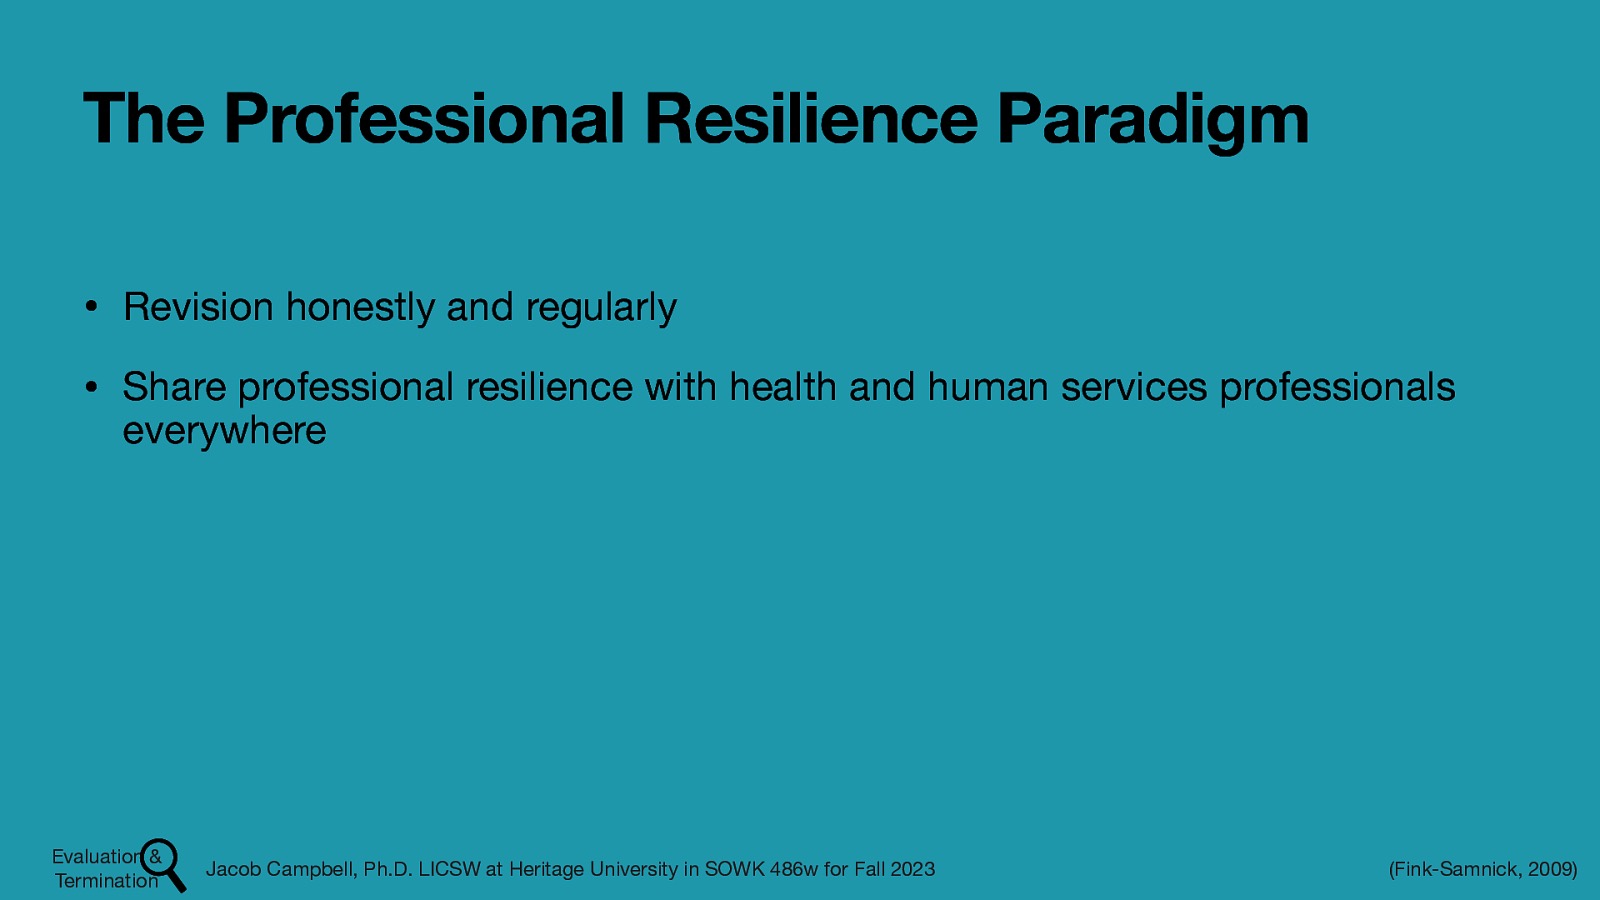 The Professional Resilience Paradigm
• Revision honestly and regularly
• Share professional resilience with health and human services professionals
everywhere
Evaluation &
Termination
Jacob Campbell, Ph.D. LICSW at Heritage University in SOWK 486w for Fall 2023
(Fink-Samnick, 2009)